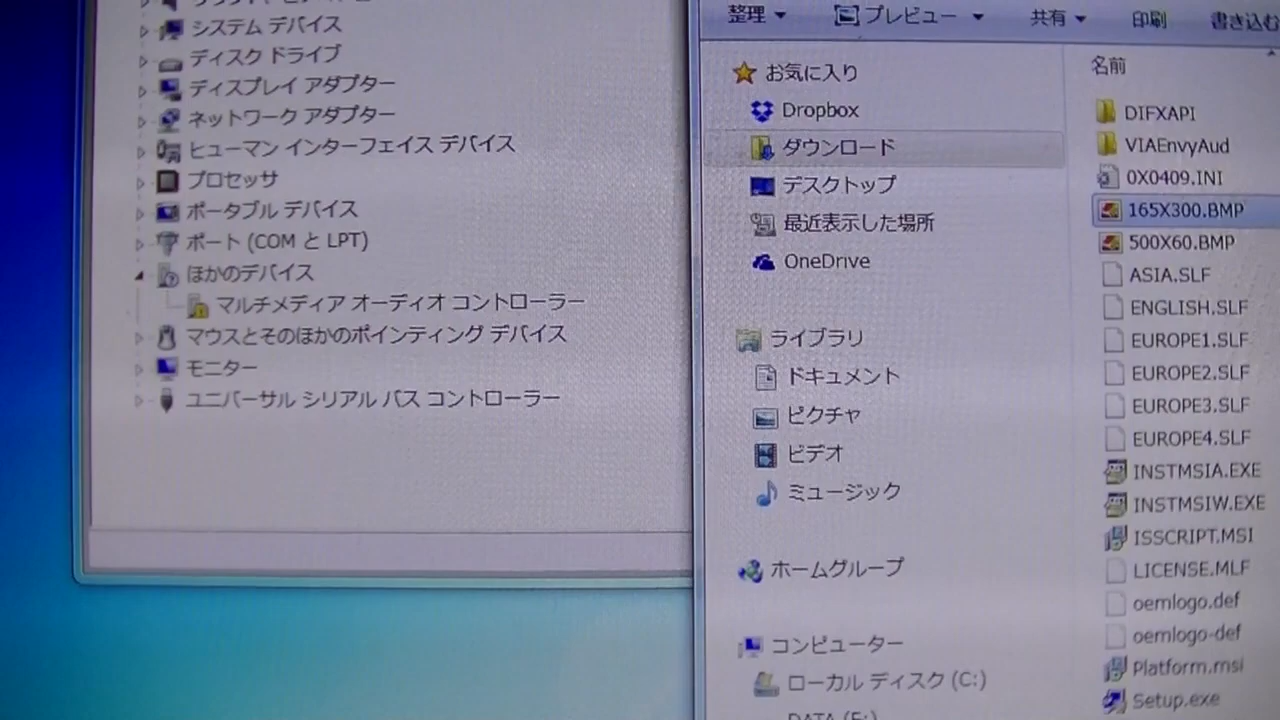 システム デバイス
ディスク ドライブ
ディスプレイ アダプター
ネットワーク アダプター
ヒューマン インターフェイス デバイス
プロセッサ
ポータブル デバイス
ポート (COM と LPT)
ほかのデバイス
マルチメディア オーディオ コントローラー
マウスとそのほかのポインティング デバイス
モニター
ユニバーサル シリアル バス コントローラー
整理 プレビュー 共有 印刷 書き込む
お気に入り
Dropbox
ダウンロード
デスクトップ
最近表示した場所
OneDrive
ライブラリ
ドキュメント
ピクチャ
ビデオ
ミュージック
ホームグループ
コンピューター
ローカル ディスク (C:)
名前
DIFXAPI
VIAEnvyAud
0X0409.INI
165X300.BMP
500X60.BMP
ASIA.SLF
ENGLISH.SLF
EUROPE1.SLF
EUROPE2.SLF
EUROPE3.SLF
EUROPE4.SLF
INSTMSIA.EXE
INSTMSIW.EXE
ISSCRIPT.MSI
LICENSE.MLF
oemlogo.def
oemlogo-def
Platform.msi
Setup.exe